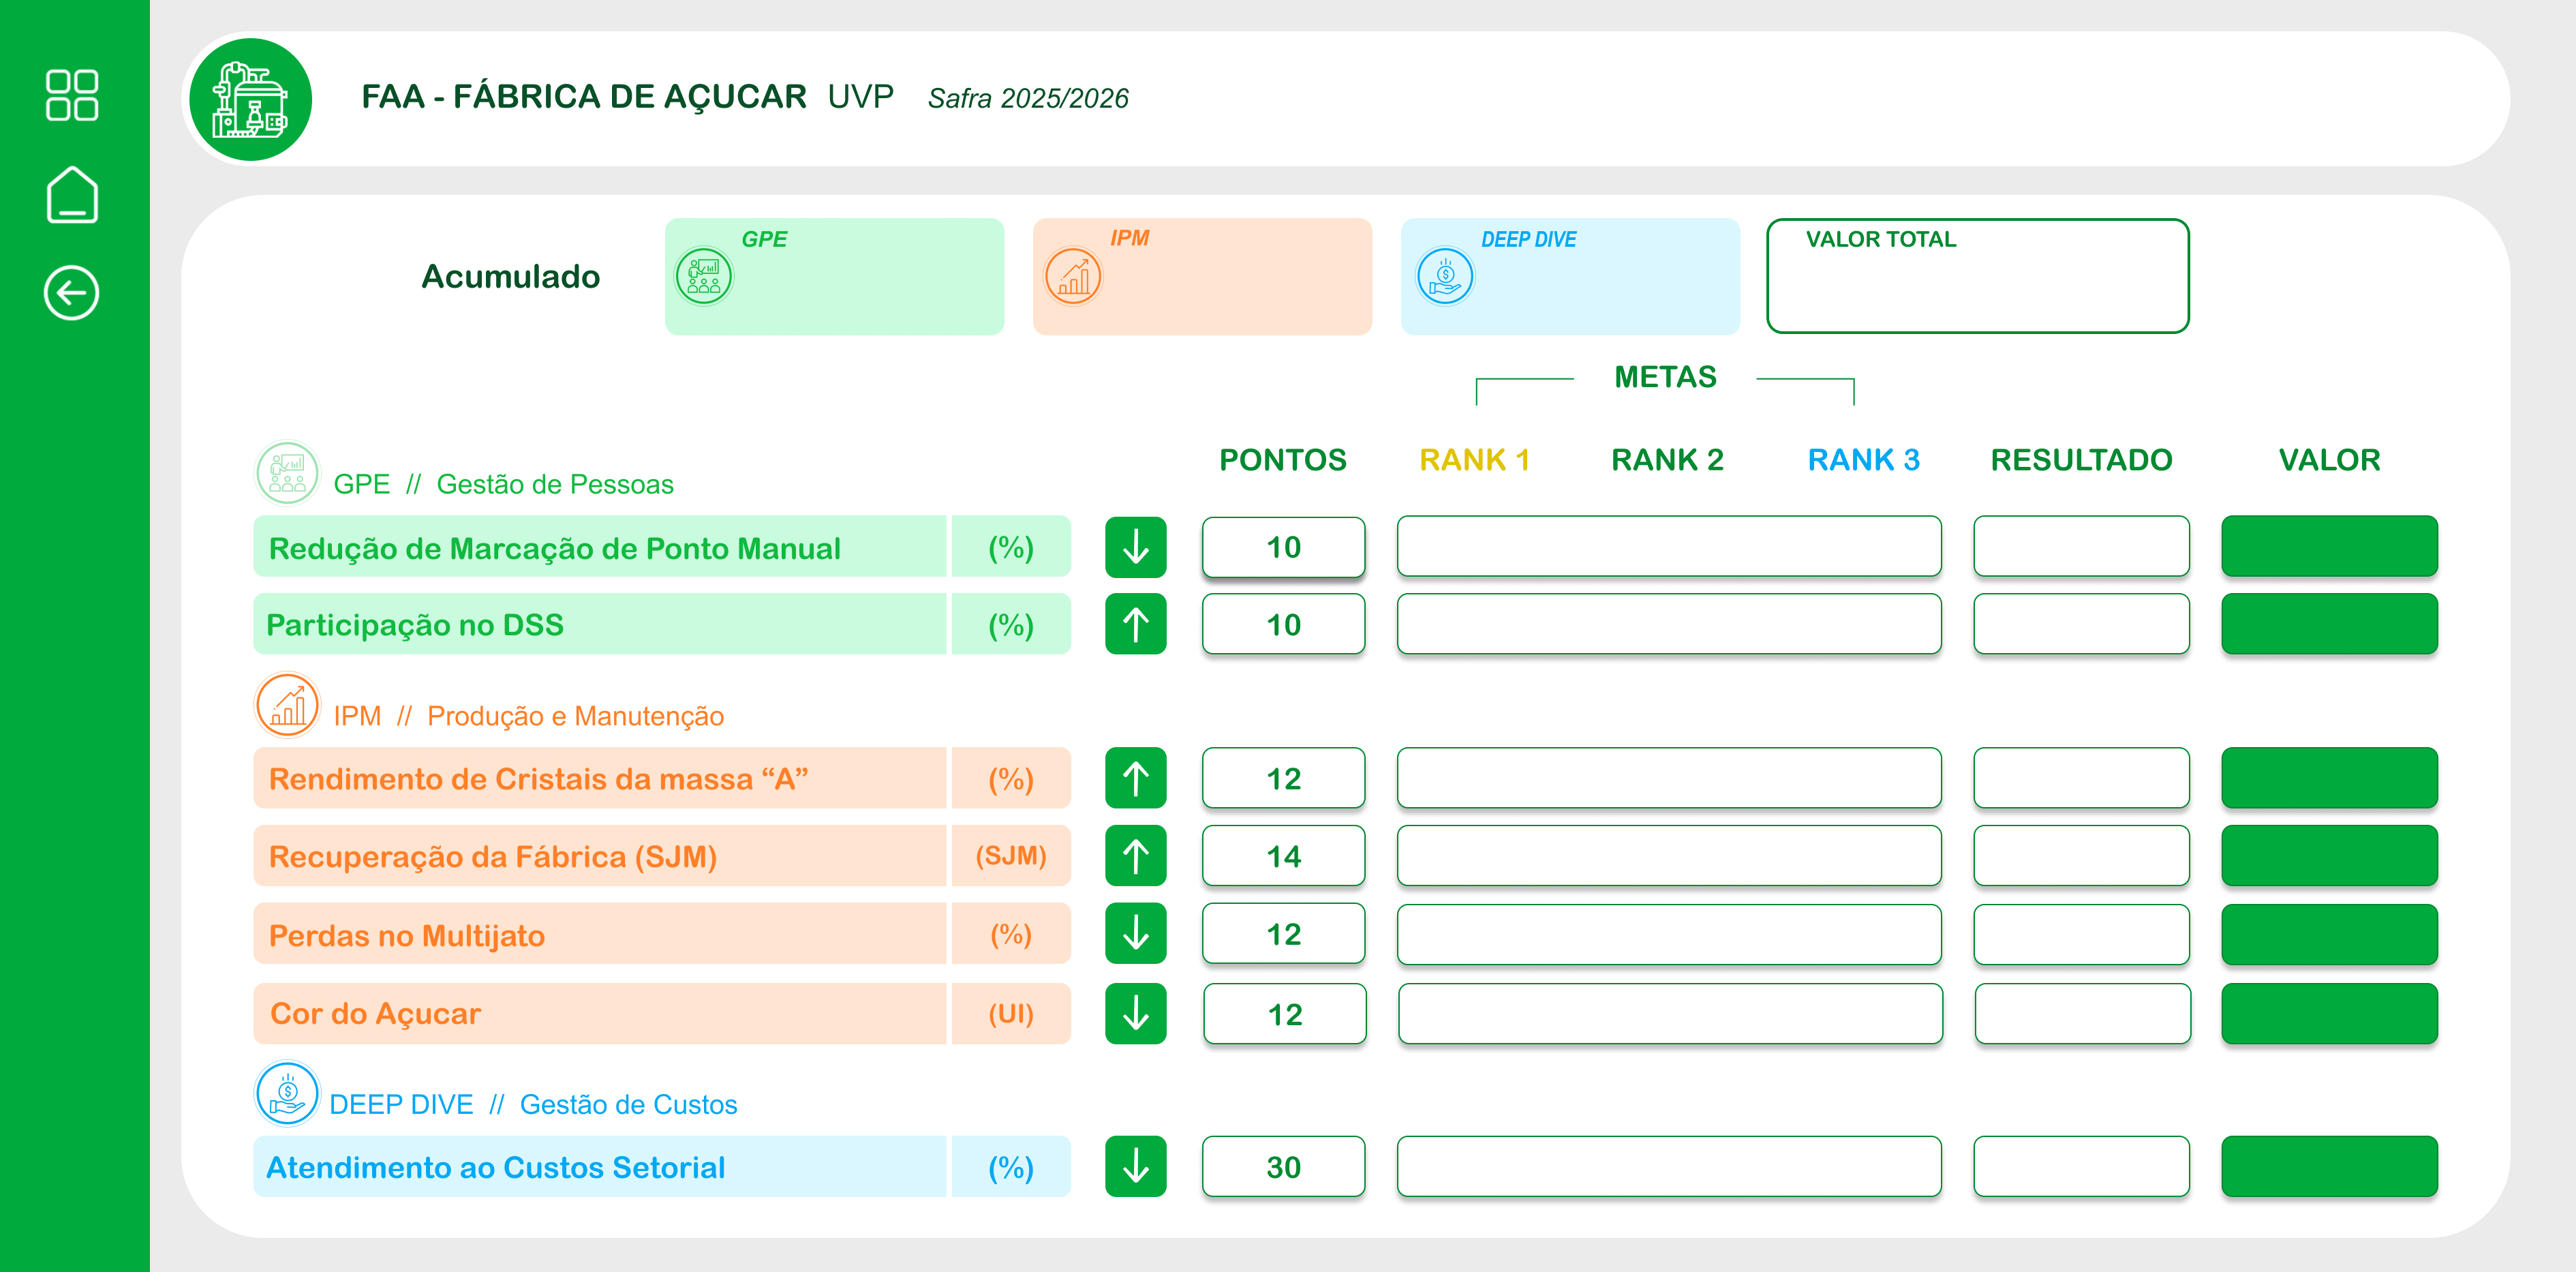 FAA - FÁBRICA DE AÇUCAR UVP Safra 2025/2026
Acumulado
GPE
IPM
DEEP DIVE
VALOR TOTAL
METAS
PONTOS RANK 1 RANK 2 RANK 3 RESULTADO VALOR
GPE // Gestão de Pessoas
Redução de Marcação de Ponto Manual (%) 10
Participação no DSS (%) 10
IPM // Produção e Manutenção
Rendimento de Cristais da massa “A” (%) 12
Recuperação da Fábrica (SJM) (SJM) 14
Perdas no Multijato (%) 12
Cor do Açucar (UI) 12
DEEP DIVE // Gestão de Custos
Atendimento ao Custos Setorial (%) 30